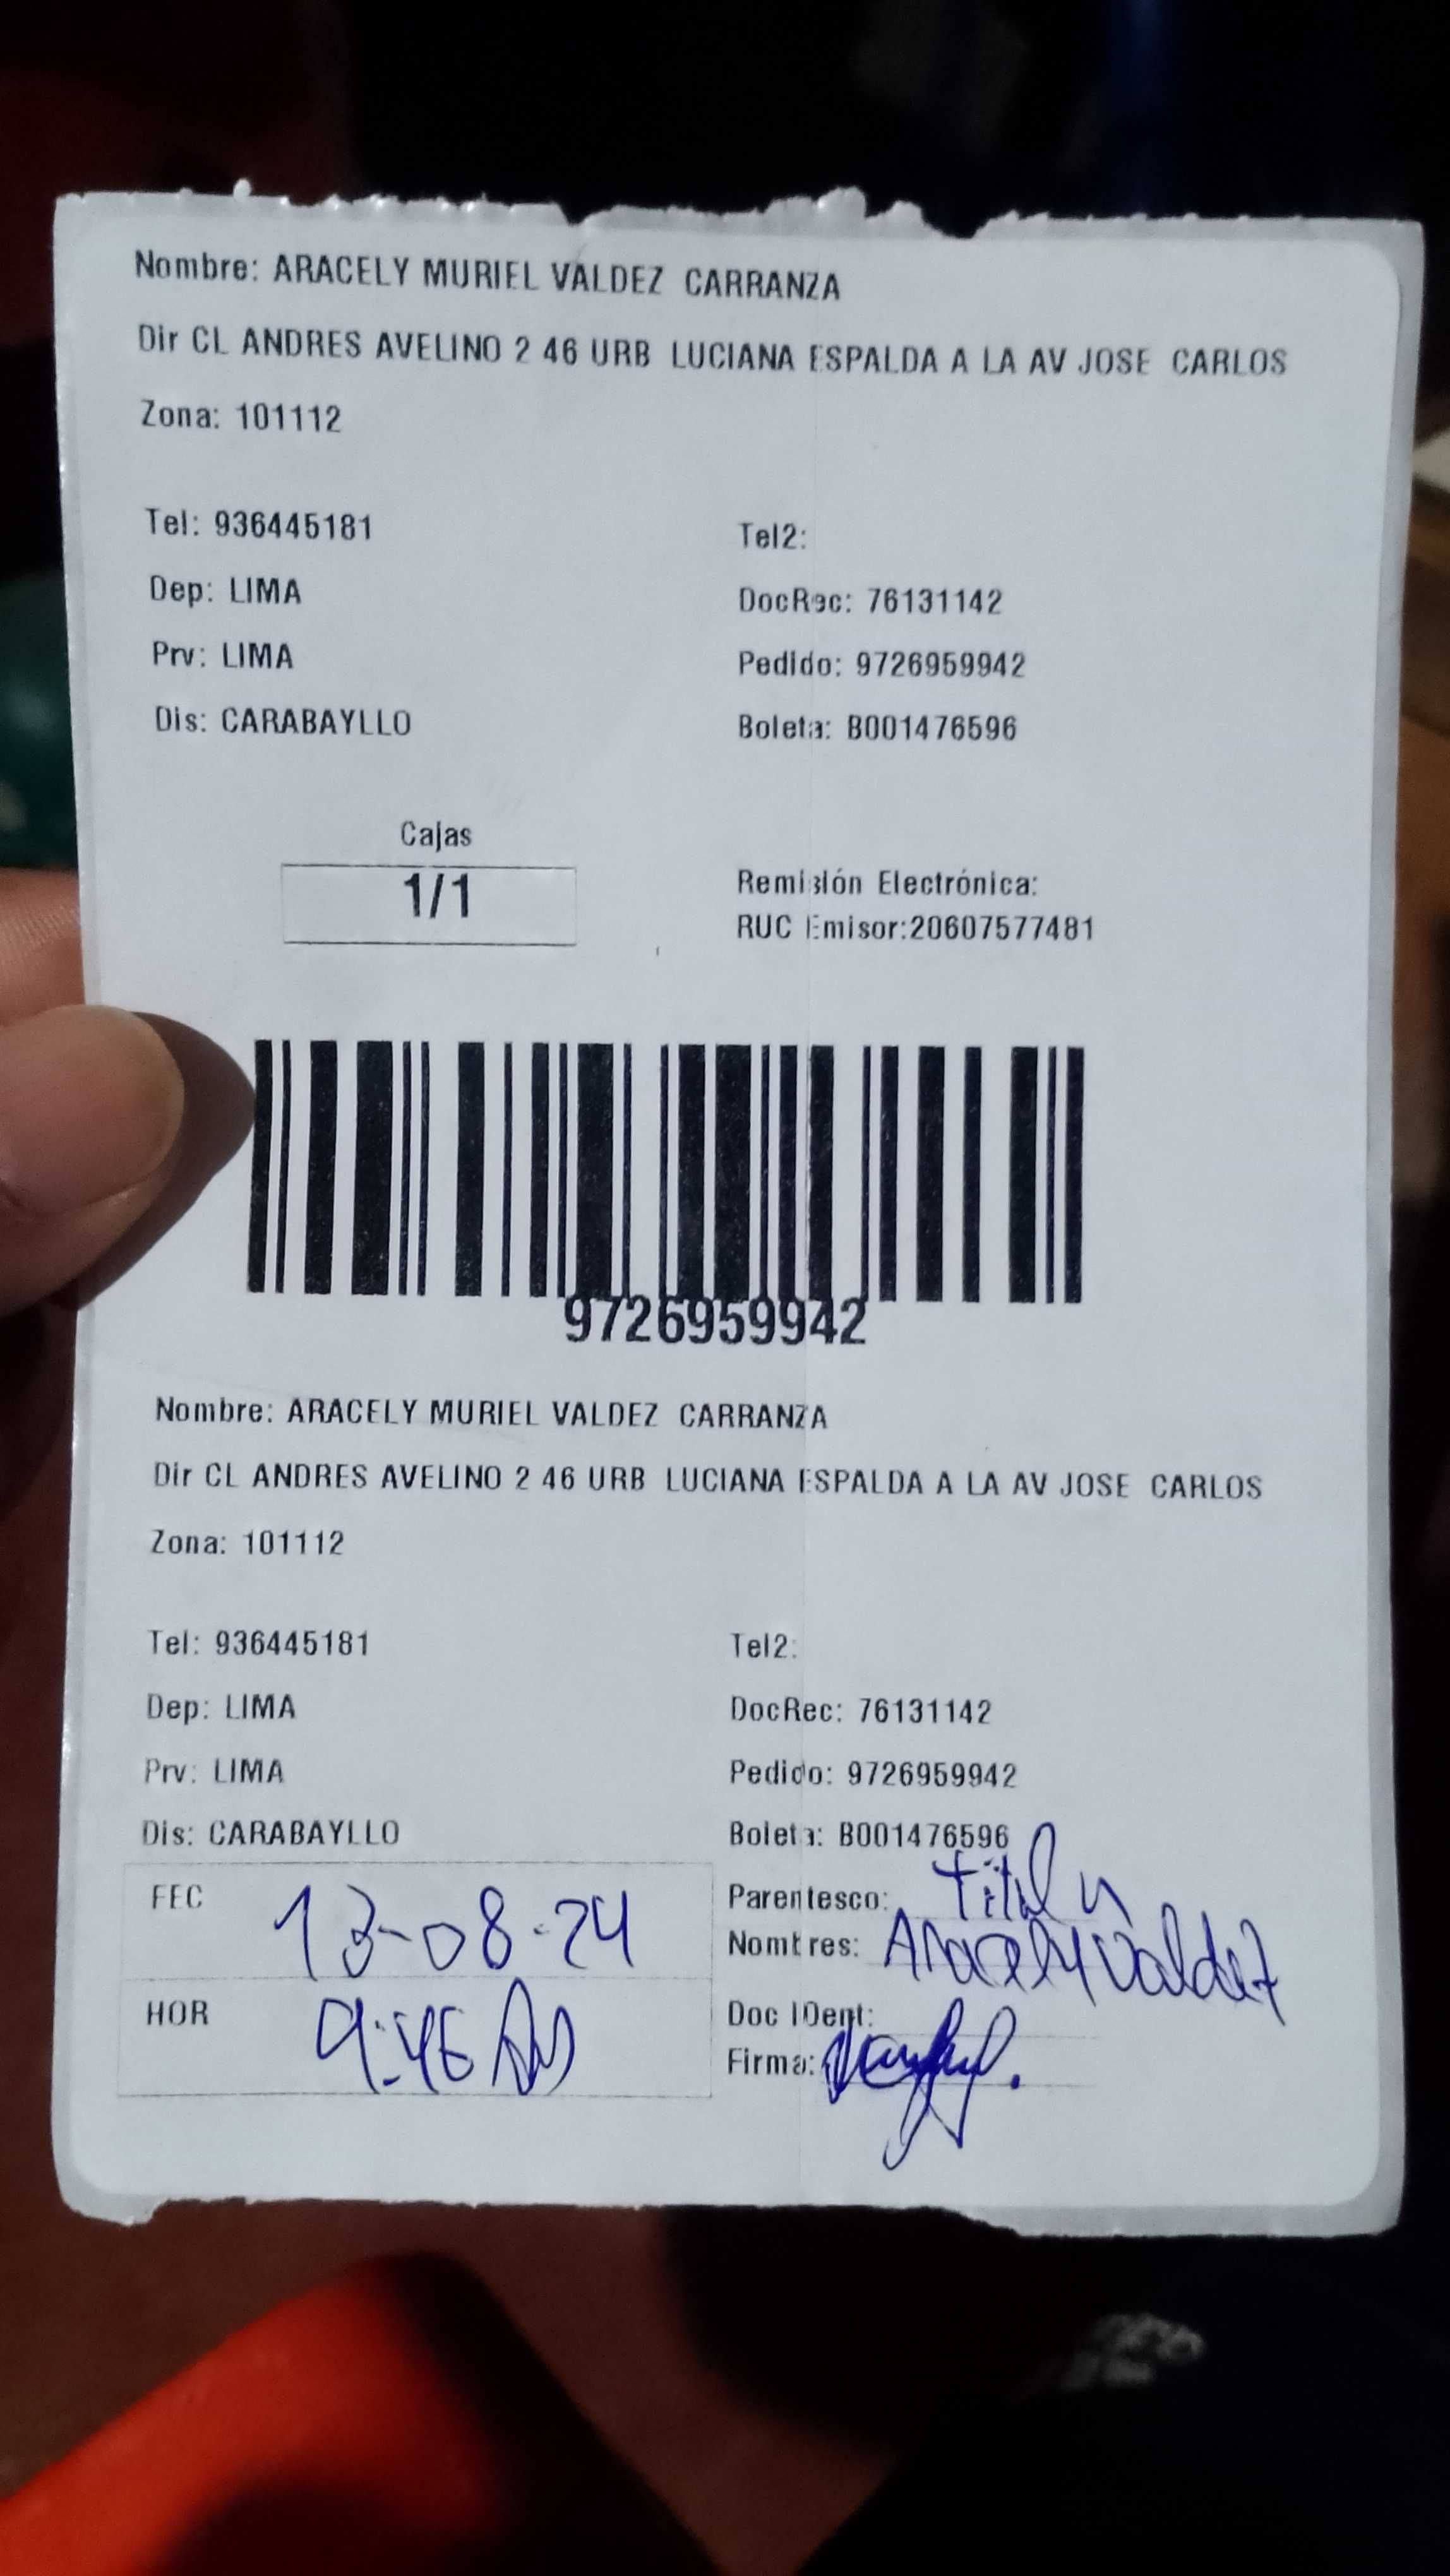 Nombre: ARACELY MURIEL VALDEZ CARRANZA
Dir CL ANDRES AVELINO 2 46 URB LUCIANA ESPALDA A LA AV JOSE CARLOS
Zona: 101112
Tel: 936445181 Tel2:
Dep: LIMA DocRec: 76131142
Prv: LIMA Pedido: 9726959942
Dis: CARABAYLLO Boleta: B001476596
Cajas
1/1
Remisión Electrónica:
RUC Emisor:20607577481
9726959942
Nombre: ARACELY MURIEL VALDEZ CARRANZA
Dir CL ANDRES AVELINO 2 46 URB LUCIANA ESPALDA A LA AV JOSE CARLOS
Zona: 101112
Tel: 936445181 Tel2:
Dep: LIMA DocRec: 76131142
Prv: LIMA Pedido: 9726959942
Dis: CARABAYLLO Boleta: B001476596
FEC 13-08-24 Parentesco:
Nombres: Aracely Valdez
HOR 9:46 Doc IDent:
Firma: